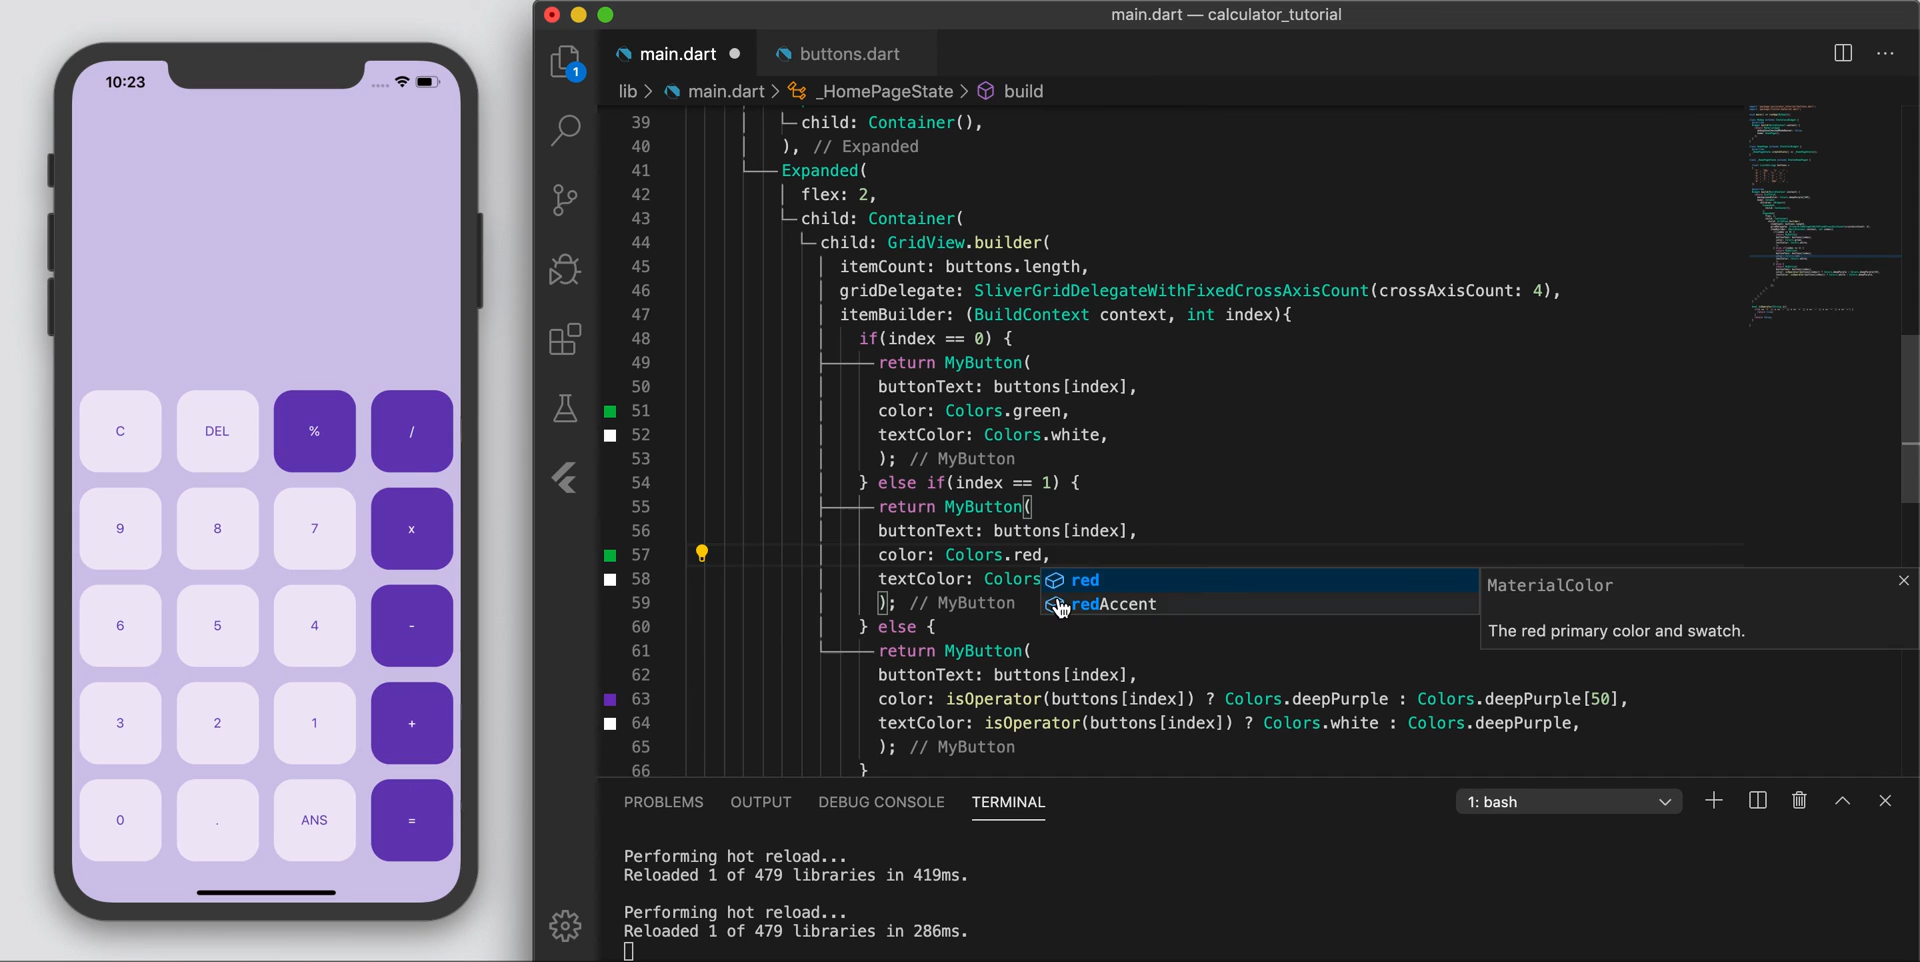 10:23
C
DEL
%
/
9
8
7
x
6
5
4
-
3
2
1
+
0
.
ANS
=
main.dart — calculator_tutorial
1
main.dart
buttons.dart
lib > main.dart > _HomePageState > build
39 child: Container(),
40 ), // Expanded
41 Expanded(
42 flex: 2,
43 child: Container(
44 child: GridView.builder(
45 itemCount: buttons.length,
46 gridDelegate: SliverGridDelegateWithFixedCrossAxisCount(crossAxisCount: 4),
47 itemBuilder: (BuildContext context, int index){
48 if(index == 0) {
49 return MyButton(
50 buttonText: buttons[index],
51 color: Colors.green,
52 textColor: Colors.white,
53 ); // MyButton
54 } else if(index == 1) {
55 return MyButton(
56 buttonText: buttons[index],
57 color: Colors.red,
58 textColor: Colors
59 ); // MyButton
60 } else {
61 return MyButton(
62 buttonText: buttons[index],
63 color: isOperator(buttons[index]) ? Colors.deepPurple : Colors.deepPurple[50],
64 textColor: isOperator(buttons[index]) ? Colors.white : Colors.deepPurple,
65 ); // MyButton
66 }
red
redAccent
MaterialColor
The red primary color and swatch.
PROBLEMS OUTPUT DEBUG CONSOLE TERMINAL
1: bash
Performing hot reload...
Reloaded 1 of 479 libraries in 419ms.
Performing hot reload...
Reloaded 1 of 479 libraries in 286ms.